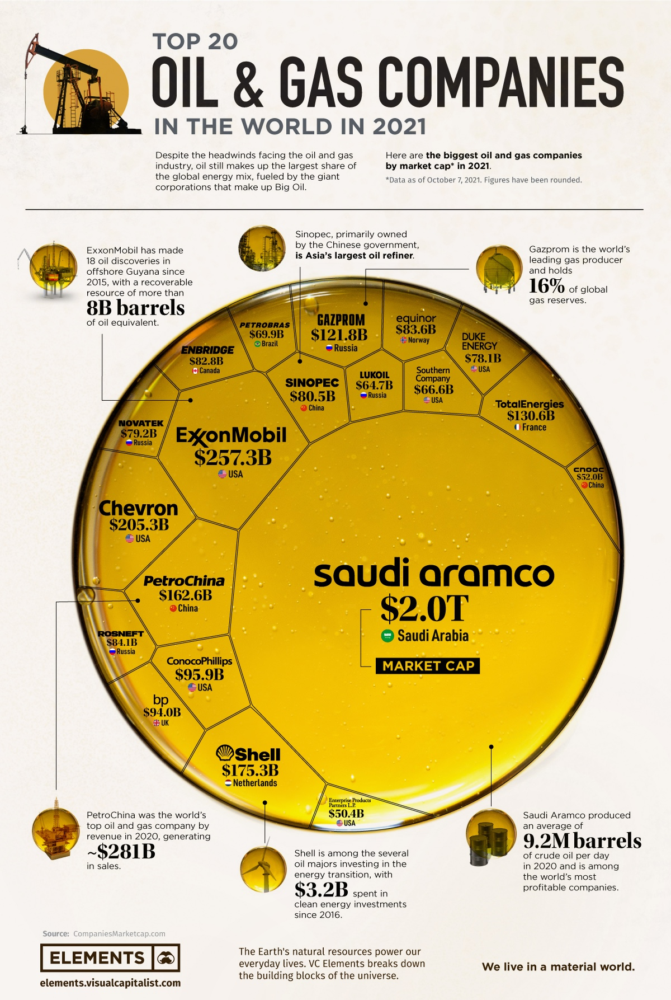 TOP 20
OIL & GAS COMPANIES
IN THE WORLD IN 2021
Despite the headwinds facing the oil and gas
industry, oil still makes up the largest share of
the global energy mix, fueled by the giant
corporations that make up Big Oil.
Here are the biggest oil and gas companies
by market cap* in 2021.
*Data as of October 7, 2021. Figures have been rounded.
ExxonMobil has made
18 oil discoveries in
offshore Guyana since
2015, with a recoverable
resource of more than
8B barrels
of oil equivalent.
Sinopec, primarily owned
by the Chinese government,
is Asia's largest oil refiner.
Gazprom is the world's
leading gas producer
and holds
16% of global
gas reserves.
PETROBRAS
$69.9B
Brazil
GAZPROM
$121.8B
Russia
equinor
$83.6B
Norway
DUKE
ENERGY
$78.1B
USA
ENBRIDGE
$82.8B
Canada
SINOPEC
$80.5B
China
LUKOIL
$64.7B
Russia
Southern
Company
$66.6B
USA
TotalEnergies
$130.6B
France
NOVATEK
$79.2B
Russia
ExxonMobil
$257.3B
USA
cnooc
$52.0B
China
Chevron
$205.3B
USA
saudi aramco
$2.0T
Saudi Arabia
MARKET CAP
PetroChina
$162.6B
China
ROSNEFT
$84.1B
Russia
ConocoPhillips
$95.9B
USA
bp
$94.0B
UK
Shell
$175.3B
Netherlands
Enterprise Products
Partners L.P.
$50.4B
USA
PetroChina was the world's
top oil and gas company by
revenue in 2020, generating
~$281B
in sales.
Shell is among the several
oil majors investing in the
energy transition, with
$3.2B spent in
clean energy investments
since 2016.
Saudi Aramco produced
an average of
9.2M barrels
of crude oil per day
in 2020 and is among
the world's most
profitable companies.
Source: CompaniesMarketcap.com
ELEMENTS
elements.visualcapitalist.com
The Earth's natural resources power our
everyday lives. VC Elements breaks down
the building blocks of the universe.
We live in a material world.